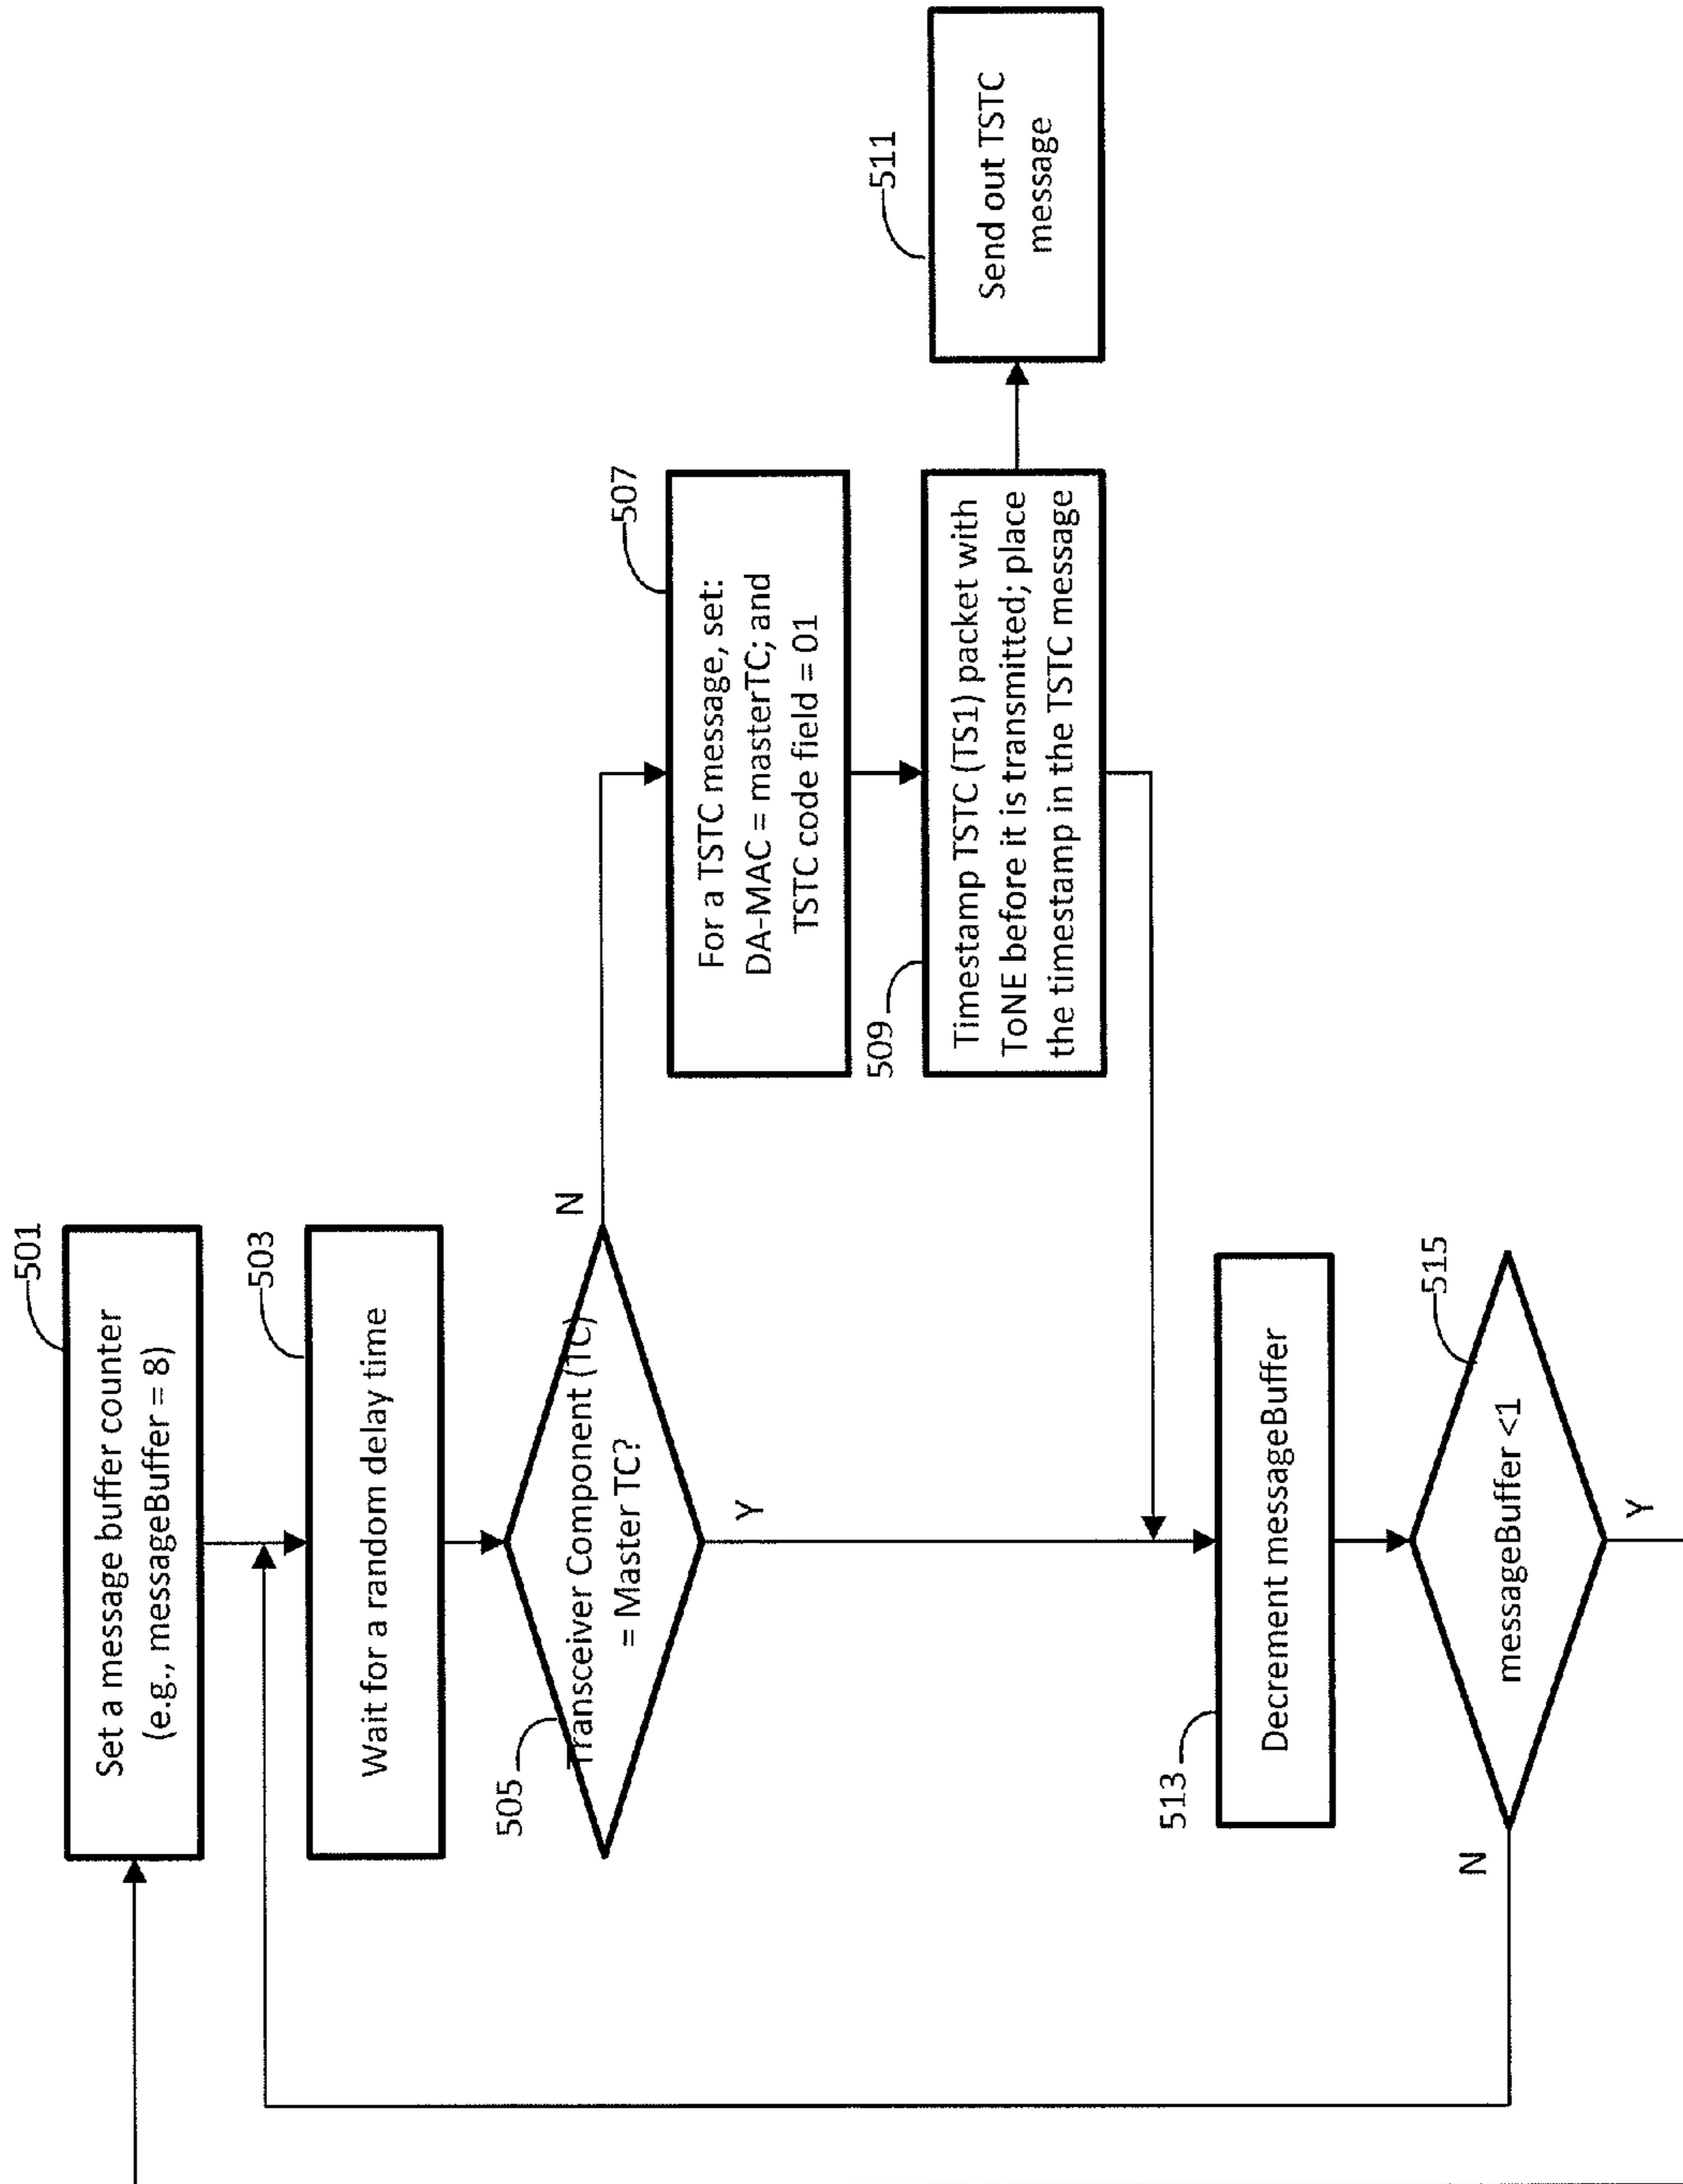 501
Set a message buffer counter
(e.g., messageBuffer = 8)
503
Wait for a random delay time
505
Transceiver Component (TC)
= Master TC?
N
Y
507
For a TSTC message, set:
DA-MAC = masterTC; and
TSTC code field = 01
509
Timestamp TSTC (TS1) packet with
ToNE before it is transmitted; place
the timestamp in the TSTC message
511
Send out TSTC
message
513
Decrement messageBuffer
515
messageBuffer <1
N
Y